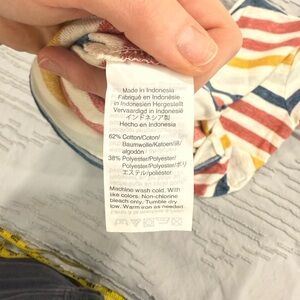 Made in Indonesia
Fabriqué en Indonésie
in Indonesien Hergestellt
Vervaardigd in Indonesië
インドネシア製
Hecho en Indonesia
62% Cotton/Coton/
Baumwolle/Katoen/綿/
algodón
38% Polyester/Polyester/
Polyester/Polyester/ポリ
エステル/poliéster
Machine wash cold. With
like colors. Non-chlorine
bleach only. Tumble dry
low. Warm iron as needed.